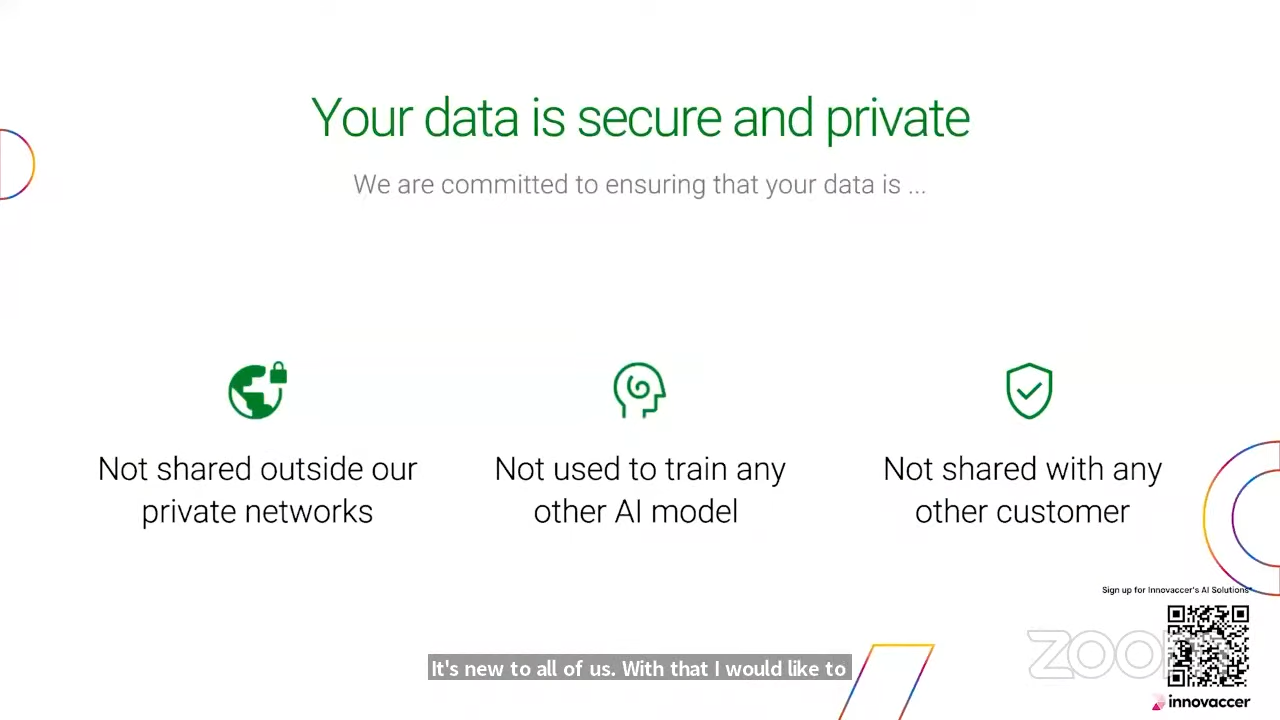 Your data is secure and private
We are committed to ensuring that your data is ...
Not shared outside our
private networks
Not used to train any
other AI model
Not shared with any
other customer
Sign up for Innovaccer's AI Solutions*
zoom
innovaccer
It's new to all of us. With that I would like to